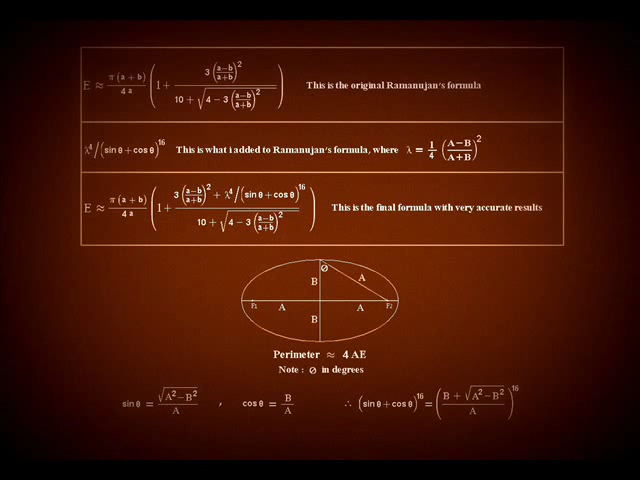 E ≈ π(a+b)/4a (1 + 3((a−b)/(a+b))² / (10 + √(4 − 3((a−b)/(a+b))²))) This is the original Ramanujan's formula
λ⁴/(sin θ + cos θ)¹⁶ This is what i added to Ramanujan's formula, where λ = 1/4 ((A−B)/(A+B))²
E ≈ π(a+b)/4a (1 + (3((a−b)/(a+b))² + λ⁴/(sin θ + cos θ)¹⁶) / (10 + √(4 − 3((a−b)/(a+b))²))) This is the final formula with very accurate results
Ø
B A
F1 A A F2
B
Perimeter ≈ 4 AE
Note : Ø in degrees
sin θ = √(A²−B²)/A , cos θ = B/A ∴ (sin θ + cos θ)¹⁶ = ((B + √(A²−B²))/A)¹⁶